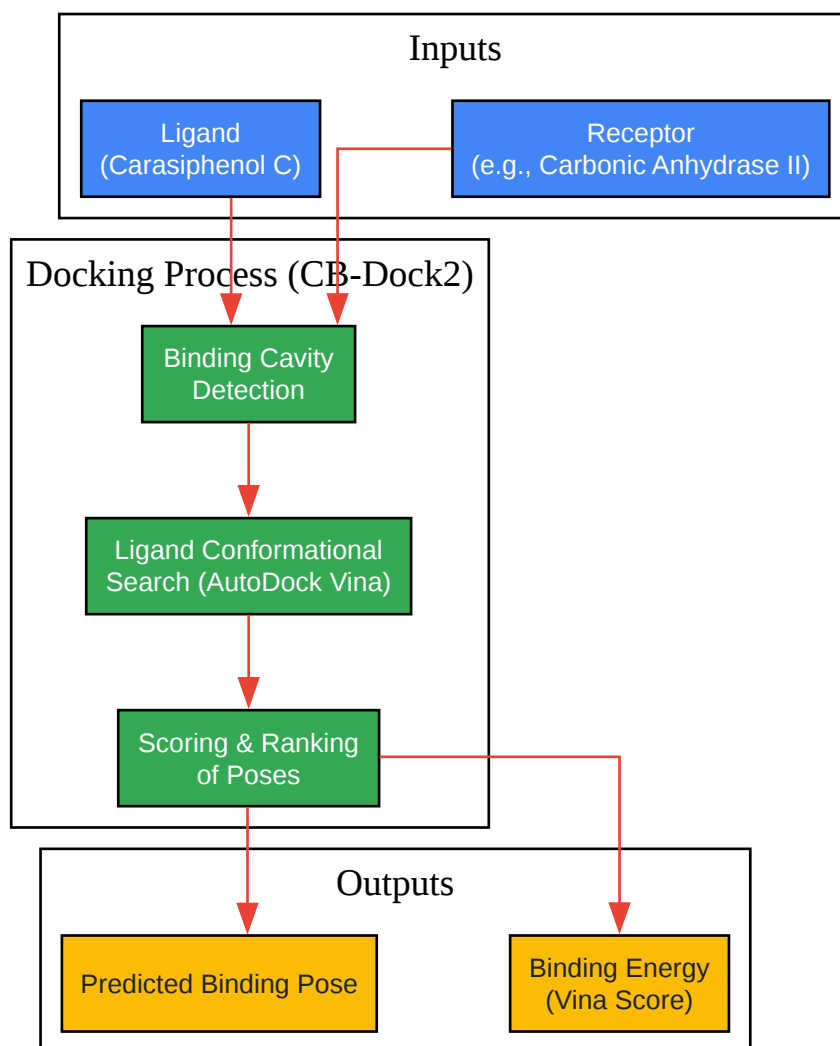 Inputs
Ligand
(Carasiphenol C)
Receptor
(e.g., Carbonic Anhydrase II)
Docking Process (CB-Dock2)
Binding Cavity
Detection
Ligand Conformational
Search (AutoDock Vina)
Scoring & Ranking
of Poses
Outputs
Predicted Binding Pose
Binding Energy
(Vina Score)